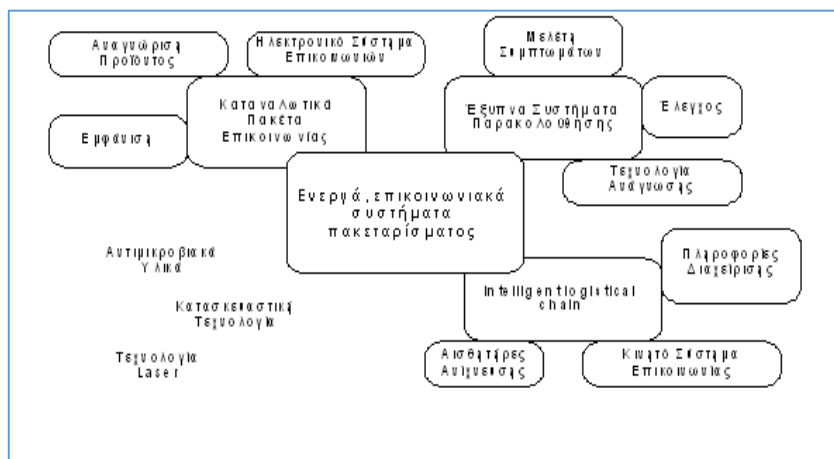 Αναγνώριση
Προϊόντος
Ηλεκτρονικό Σύστημα
Επικοινωνιών
Μελέτη
Συμπτωμάτων
Καταναλωτικά
Πακέτα
Επικοινωνίας
Έξυπνα Συστήματα
Παρακολούθησης
Έλεγχος
Εμφάνιση
Τεχνολογία
Ανάγνωσης
Ενεργά, επικοινωνιακά
συστήματα
πακεταρίσματος
Αντιμικροβιακά
Υλικά
Πληροφορίες
Διαχείρισης
Intelligent logistical
chain
Κατασκευαστική
Τεχνολογία
Τεχνολογία
Laser
Αισθητήρες
Ανίχνευσης
Κινητό Σύστημα
Επικοινωνίας